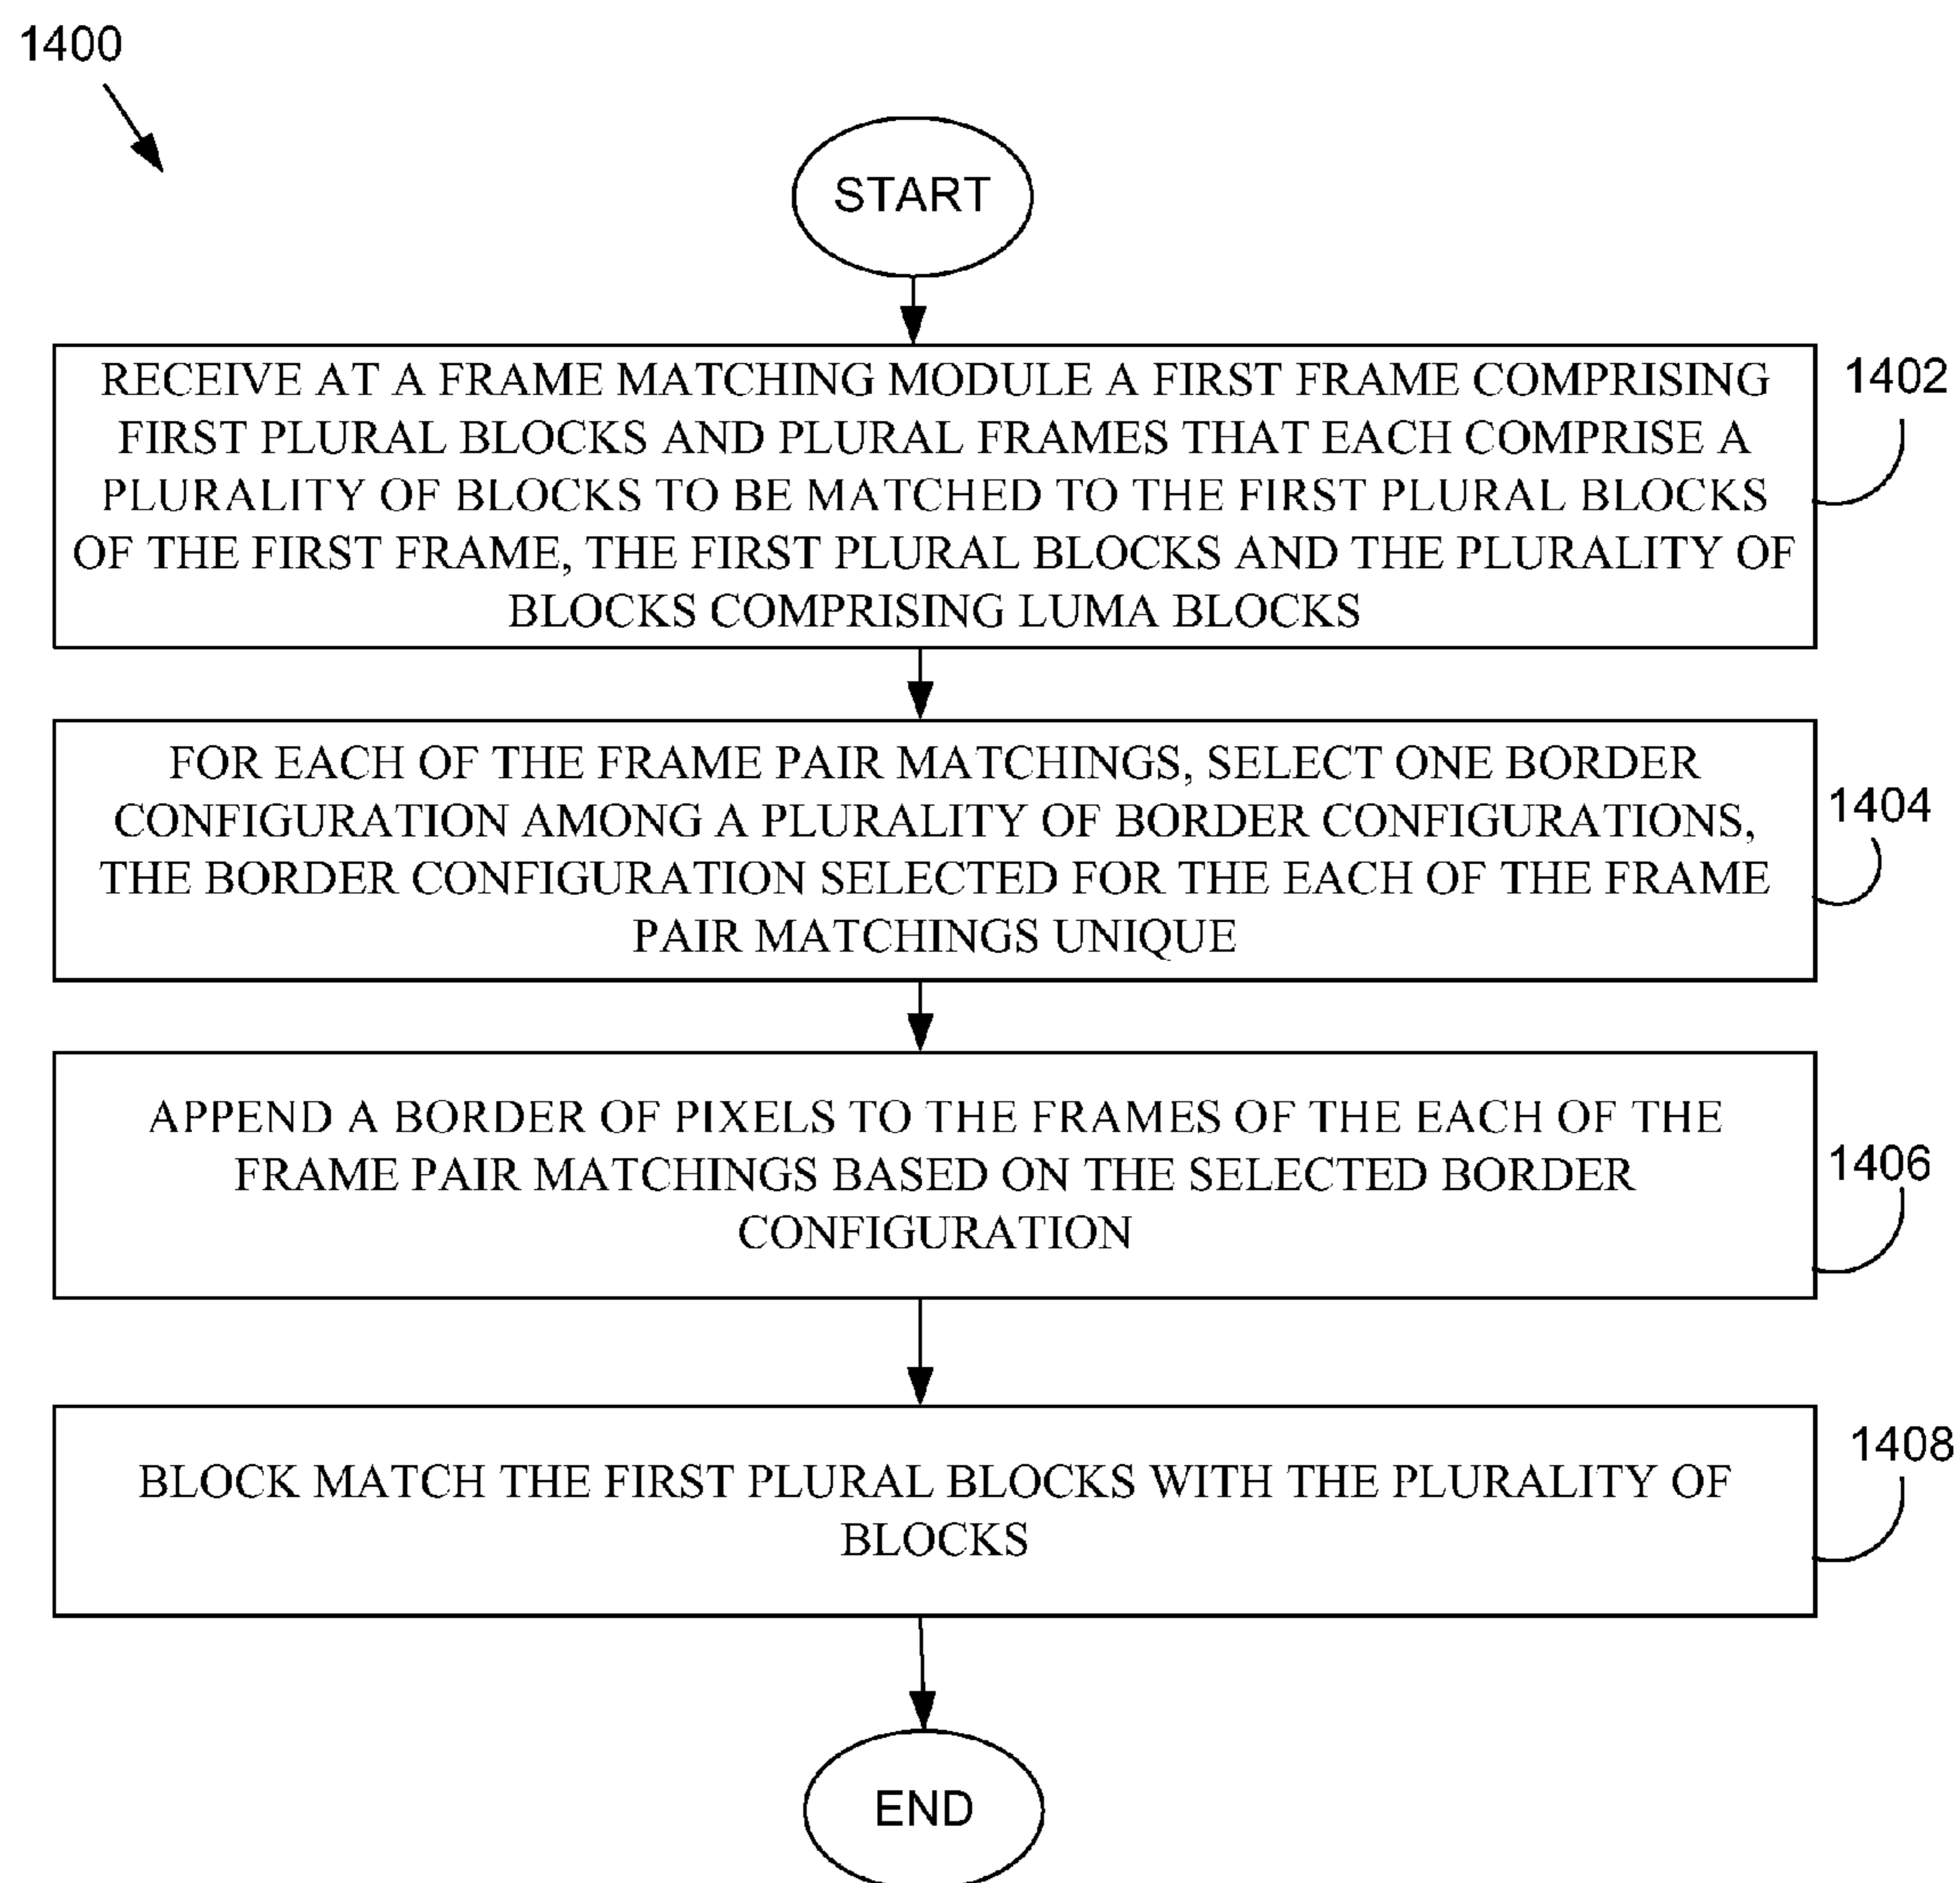 1400
START
RECEIVE AT A FRAME MATCHING MODULE A FIRST FRAME COMPRISING
FIRST PLURAL BLOCKS AND PLURAL FRAMES THAT EACH COMPRISE A
PLURALITY OF BLOCKS TO BE MATCHED TO THE FIRST PLURAL BLOCKS
OF THE FIRST FRAME, THE FIRST PLURAL BLOCKS AND THE PLURALITY OF
BLOCKS COMPRISING LUMA BLOCKS
1402
FOR EACH OF THE FRAME PAIR MATCHINGS, SELECT ONE BORDER
CONFIGURATION AMONG A PLURALITY OF BORDER CONFIGURATIONS,
THE BORDER CONFIGURATION SELECTED FOR THE EACH OF THE FRAME
PAIR MATCHINGS UNIQUE
1404
APPEND A BORDER OF PIXELS TO THE FRAMES OF THE EACH OF THE
FRAME PAIR MATCHINGS BASED ON THE SELECTED BORDER
CONFIGURATION
1406
BLOCK MATCH THE FIRST PLURAL BLOCKS WITH THE PLURALITY OF
BLOCKS
1408
END